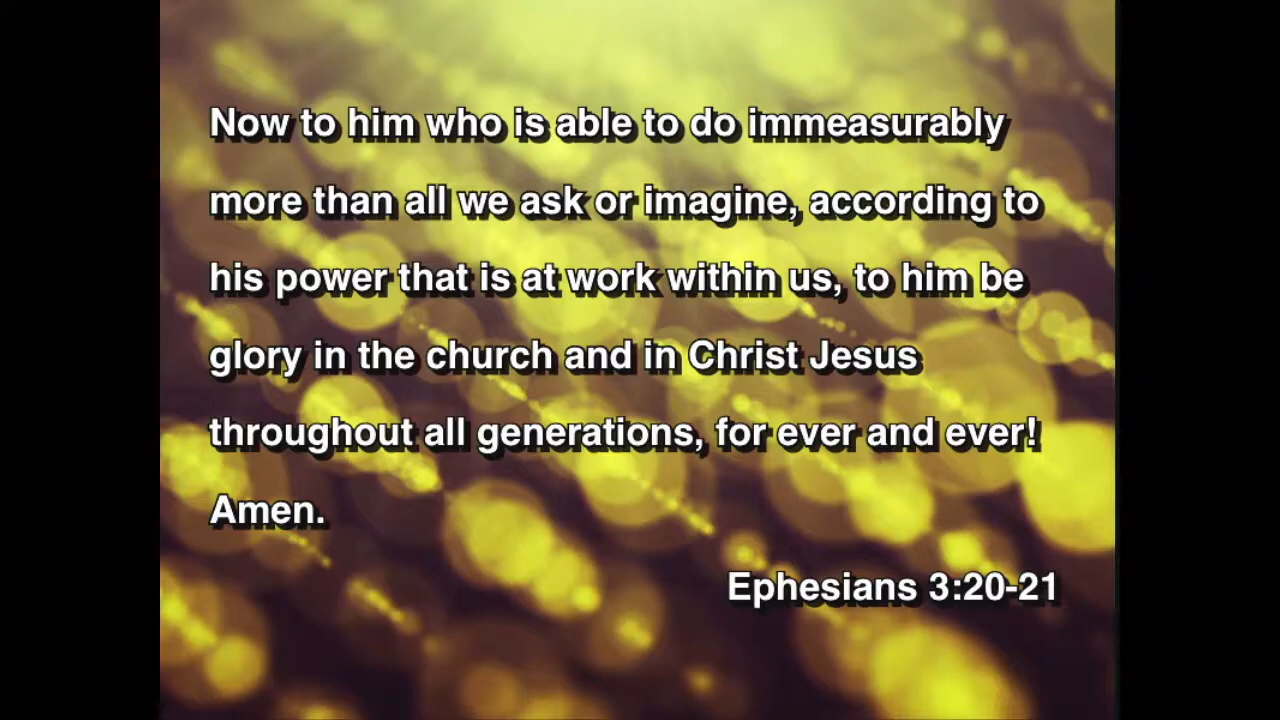 Now to him who is able to do immeasurably
more than all we ask or imagine, according to
his power that is at work within us, to him be
glory in the church and in Christ Jesus
throughout all generations, for ever and ever!
Amen.
Ephesians 3:20-21